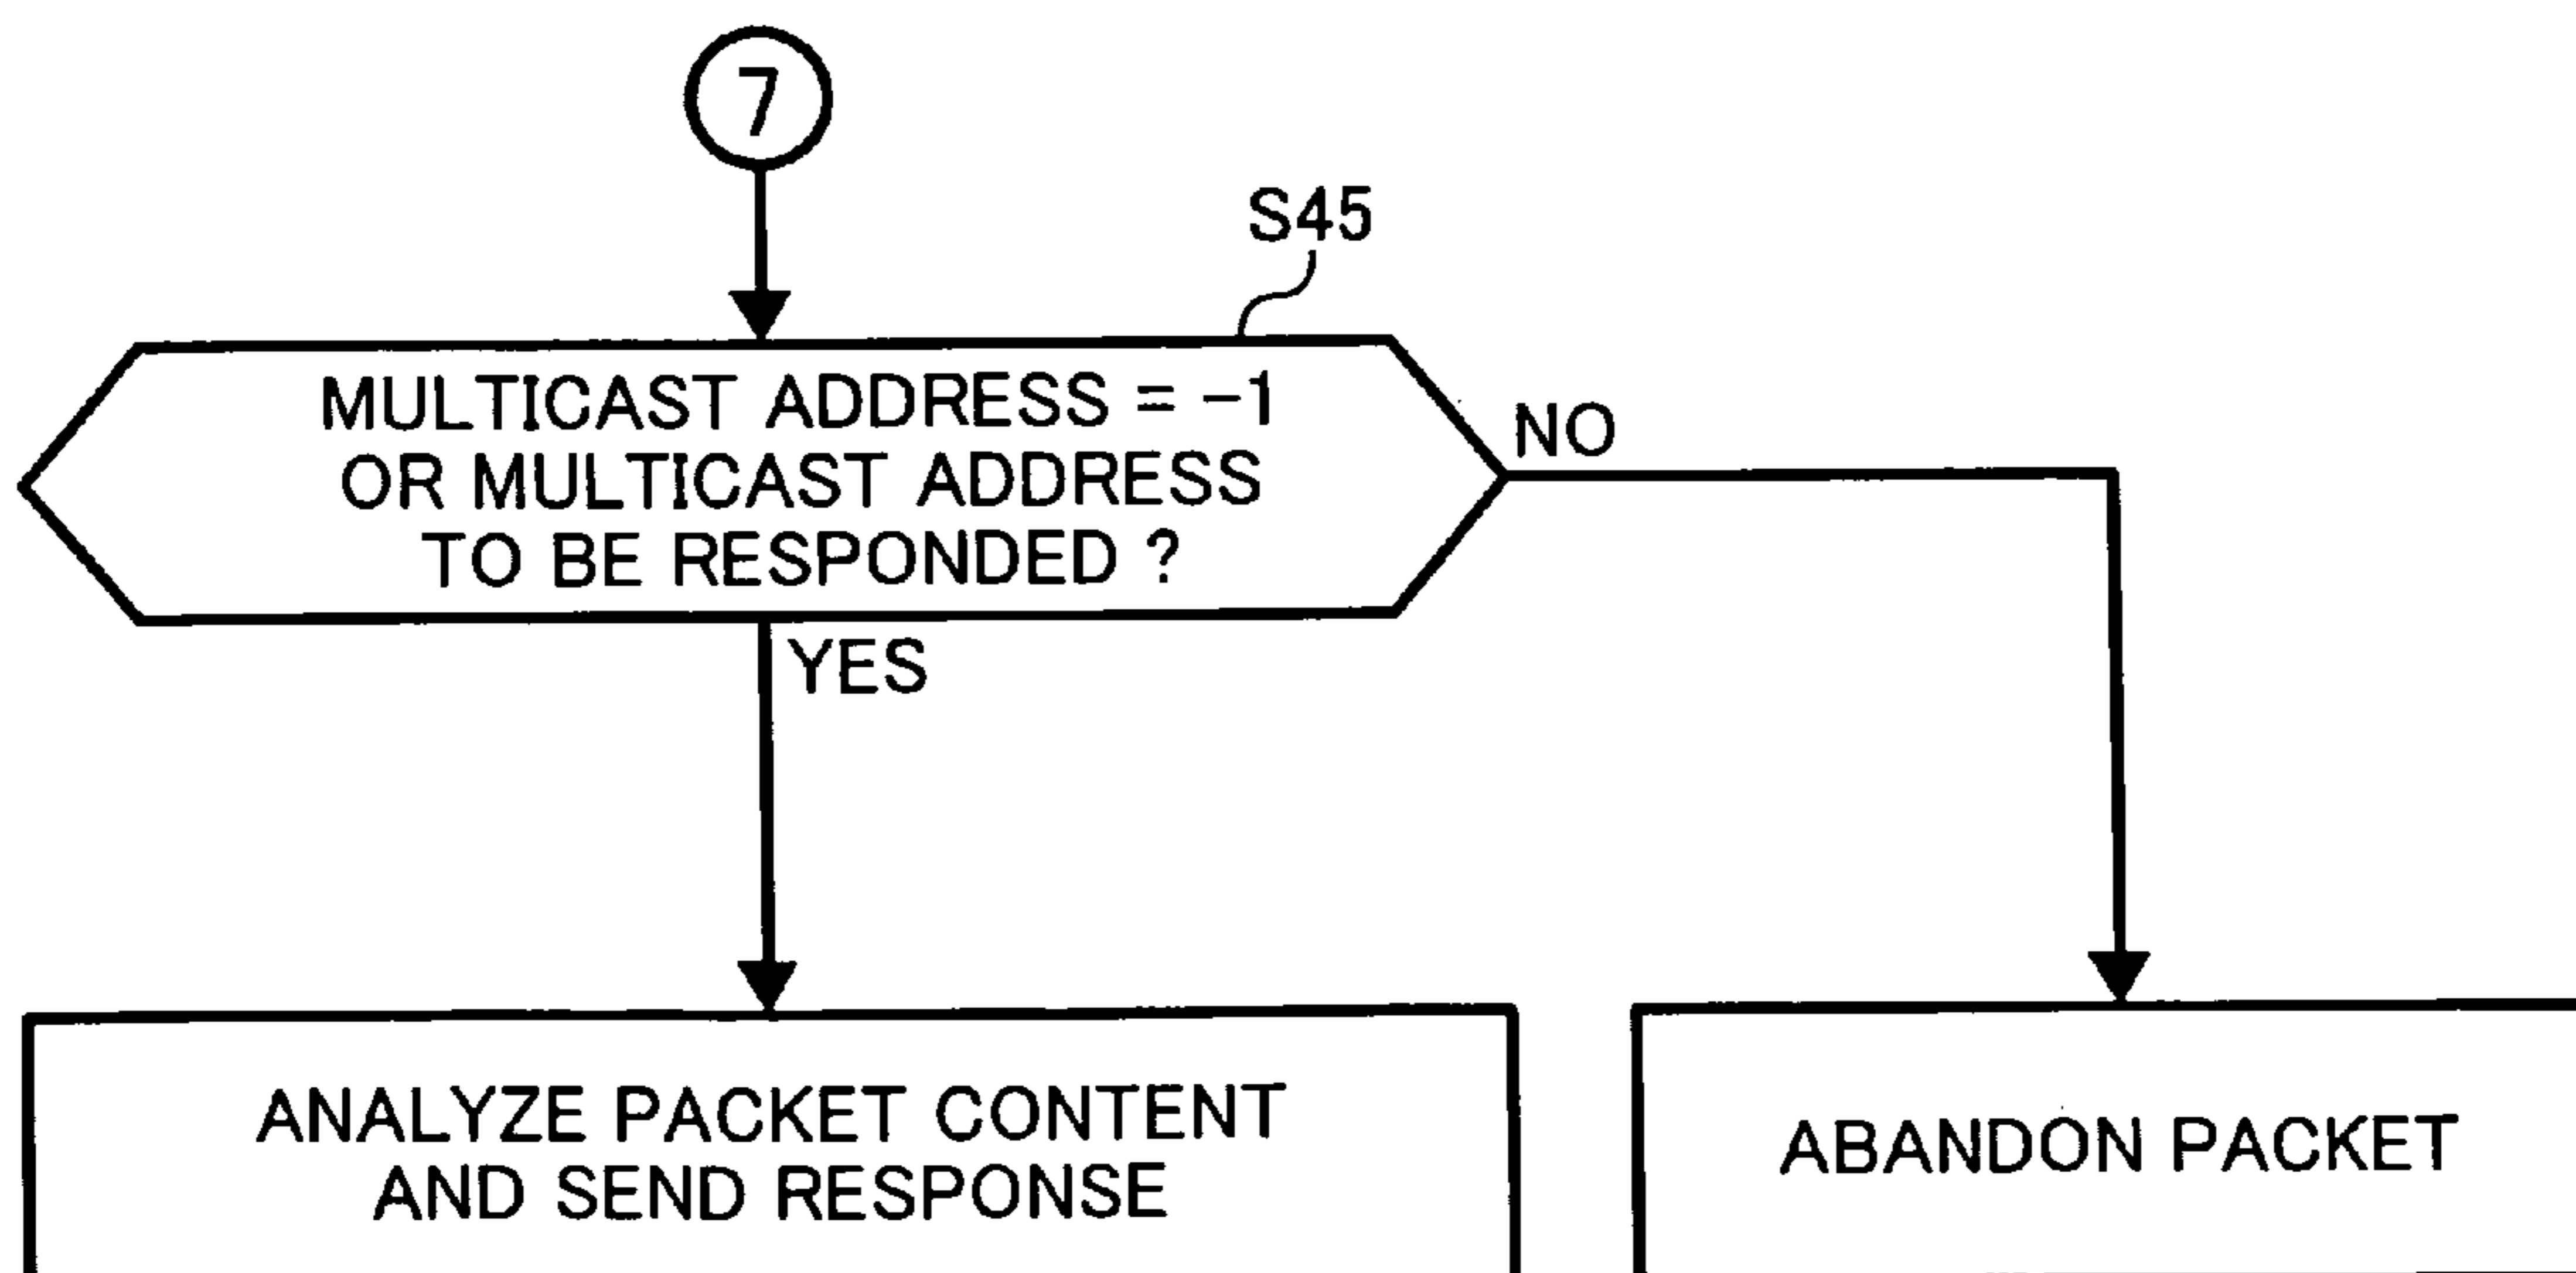 7
S45
MULTICAST ADDRESS = −1
OR MULTICAST ADDRESS
TO BE RESPONDED ?
NO
YES
ANALYZE PACKET CONTENT
AND SEND RESPONSE
ABANDON PACKET